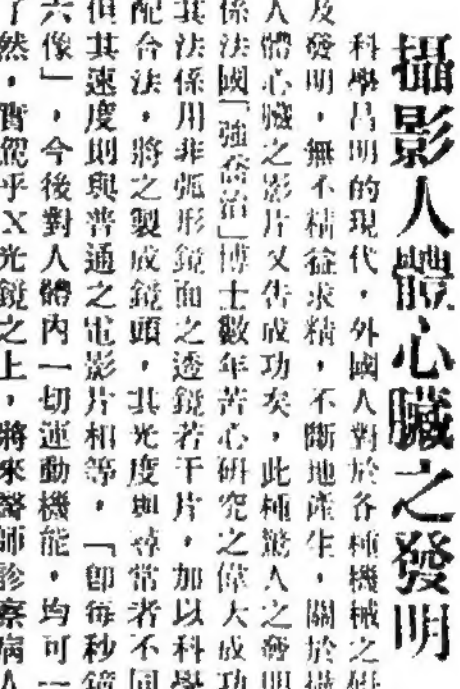 攝影人體心臟之發明
科學昌明的現代,外國人對於各種機械之研
及發明,無不精益求精,不斷地產生,關於攝
人體心臟之影片又告成功矣,此種驚人之發明
係法國「強喬治」博士數年苦心研究之偉大成功
其法係用非弧形鏡面之透鏡若干片,加以科學
配合法,將之製成鏡頭,其光度與尋常者不同
但其速度則與普通之電影片相等,「即每秒鐘
六像」,今後對人體內一切運動機能,均可一
了然,實駕乎X光鏡之上,將來醫師診察病人